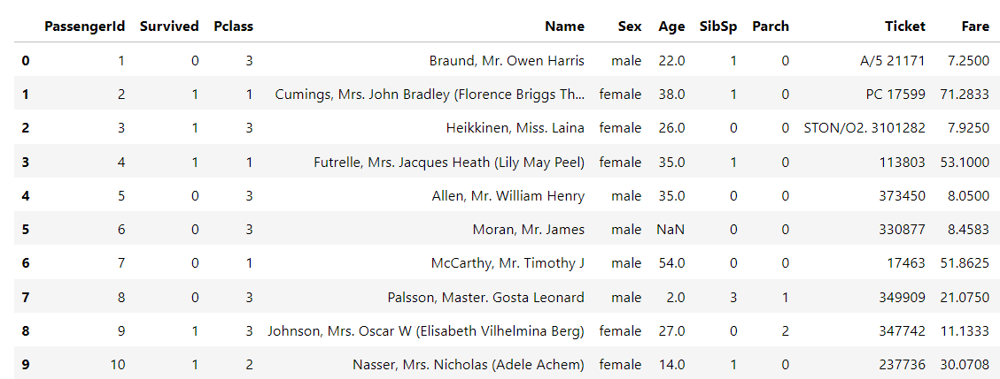 PassengerId Survived Pclass Name Sex Age SibSp Parch Ticket Fare
0 1 0 3 Braund, Mr. Owen Harris male 22.0 1 0 A/5 21171 7.2500
1 2 1 1 Cumings, Mrs. John Bradley (Florence Briggs Th... female 38.0 1 0 PC 17599 71.2833
2 3 1 3 Heikkinen, Miss. Laina female 26.0 0 0 STON/O2. 3101282 7.9250
3 4 1 1 Futrelle, Mrs. Jacques Heath (Lily May Peel) female 35.0 1 0 113803 53.1000
4 5 0 3 Allen, Mr. William Henry male 35.0 0 0 373450 8.0500
5 6 0 3 Moran, Mr. James male NaN 0 0 330877 8.4583
6 7 0 1 McCarthy, Mr. Timothy J male 54.0 0 0 17463 51.8625
7 8 0 3 Palsson, Master. Gosta Leonard male 2.0 3 1 349909 21.0750
8 9 1 3 Johnson, Mrs. Oscar W (Elisabeth Vilhelmina Berg) female 27.0 0 2 347742 11.1333
9 10 1 2 Nasser, Mrs. Nicholas (Adele Achem) female 14.0 1 0 237736 30.0708